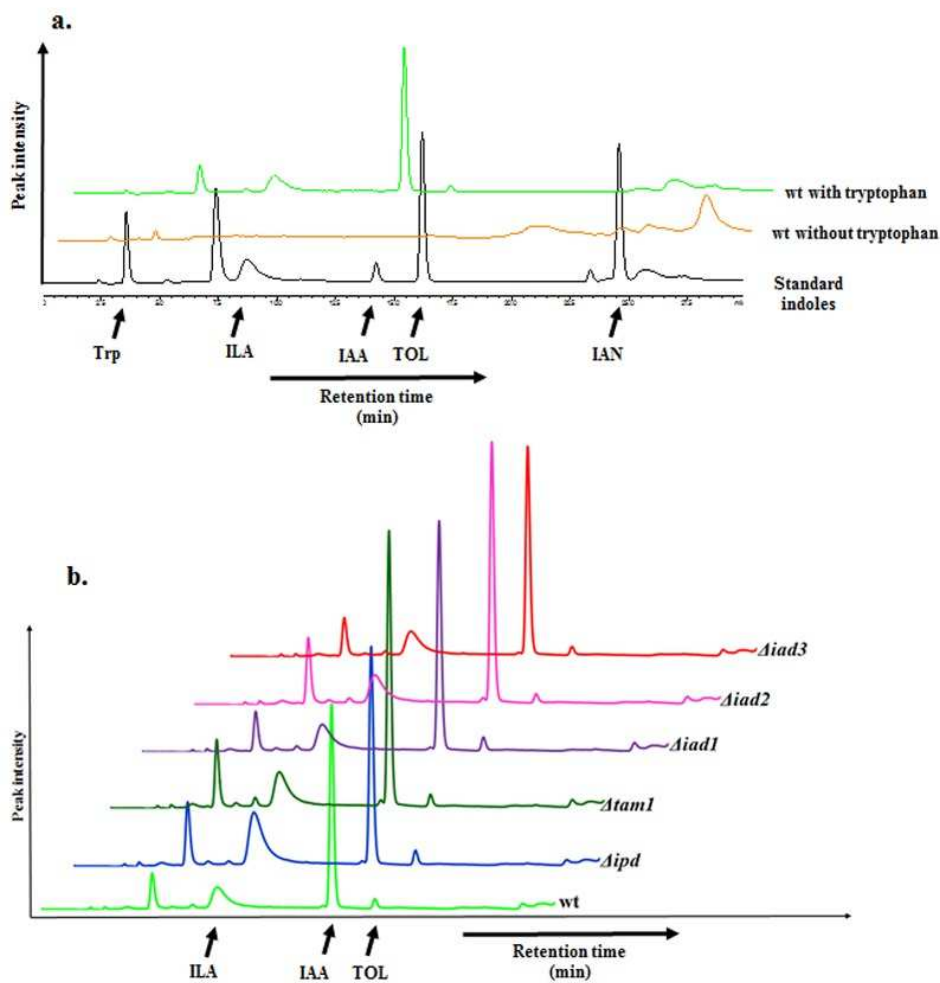 a.
Peak intensity
wt with tryptophan
wt without tryptophan
Standard
indoles
Trp
ILA
IAA
TOL
IAN
Retention time
(min)
b.
Peak intensity
Δiad3
Δiad2
Δiad1
Δtam1
Δipd
wt
ILA
IAA
TOL
Retention time
(min)